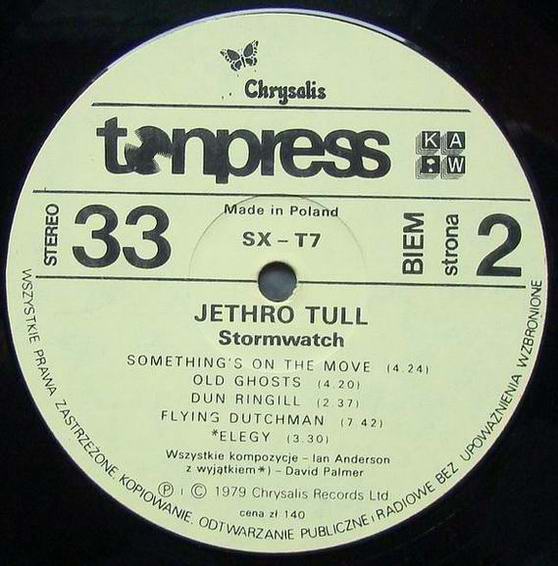 Chrysalis
tonpress KAW
STEREO 33
Made in Poland
SX – T7
BIEM
strona 2
JETHRO TULL
Stormwatch
SOMETHING'S ON THE MOVE (4.24)
OLD GHOSTS (4.20)
DUN RINGILL (2.37)
FLYING DUTCHMAN (7 42)
*ELEGY (3.30)
Wszystkie kompozycje – Ian Anderson
z wyjątkiem*) – David Palmer
Ⓟ i © 1979 Chrysalis Records Ltd
cena zł 140
WSZYSTKIE PRAWA ZASTRZEŻONE. KOPIOWANIE, ODTWARZANIE PUBLICZNE i RADIOWE BEZ UPOWAŻNIENIA WZBRONIONE